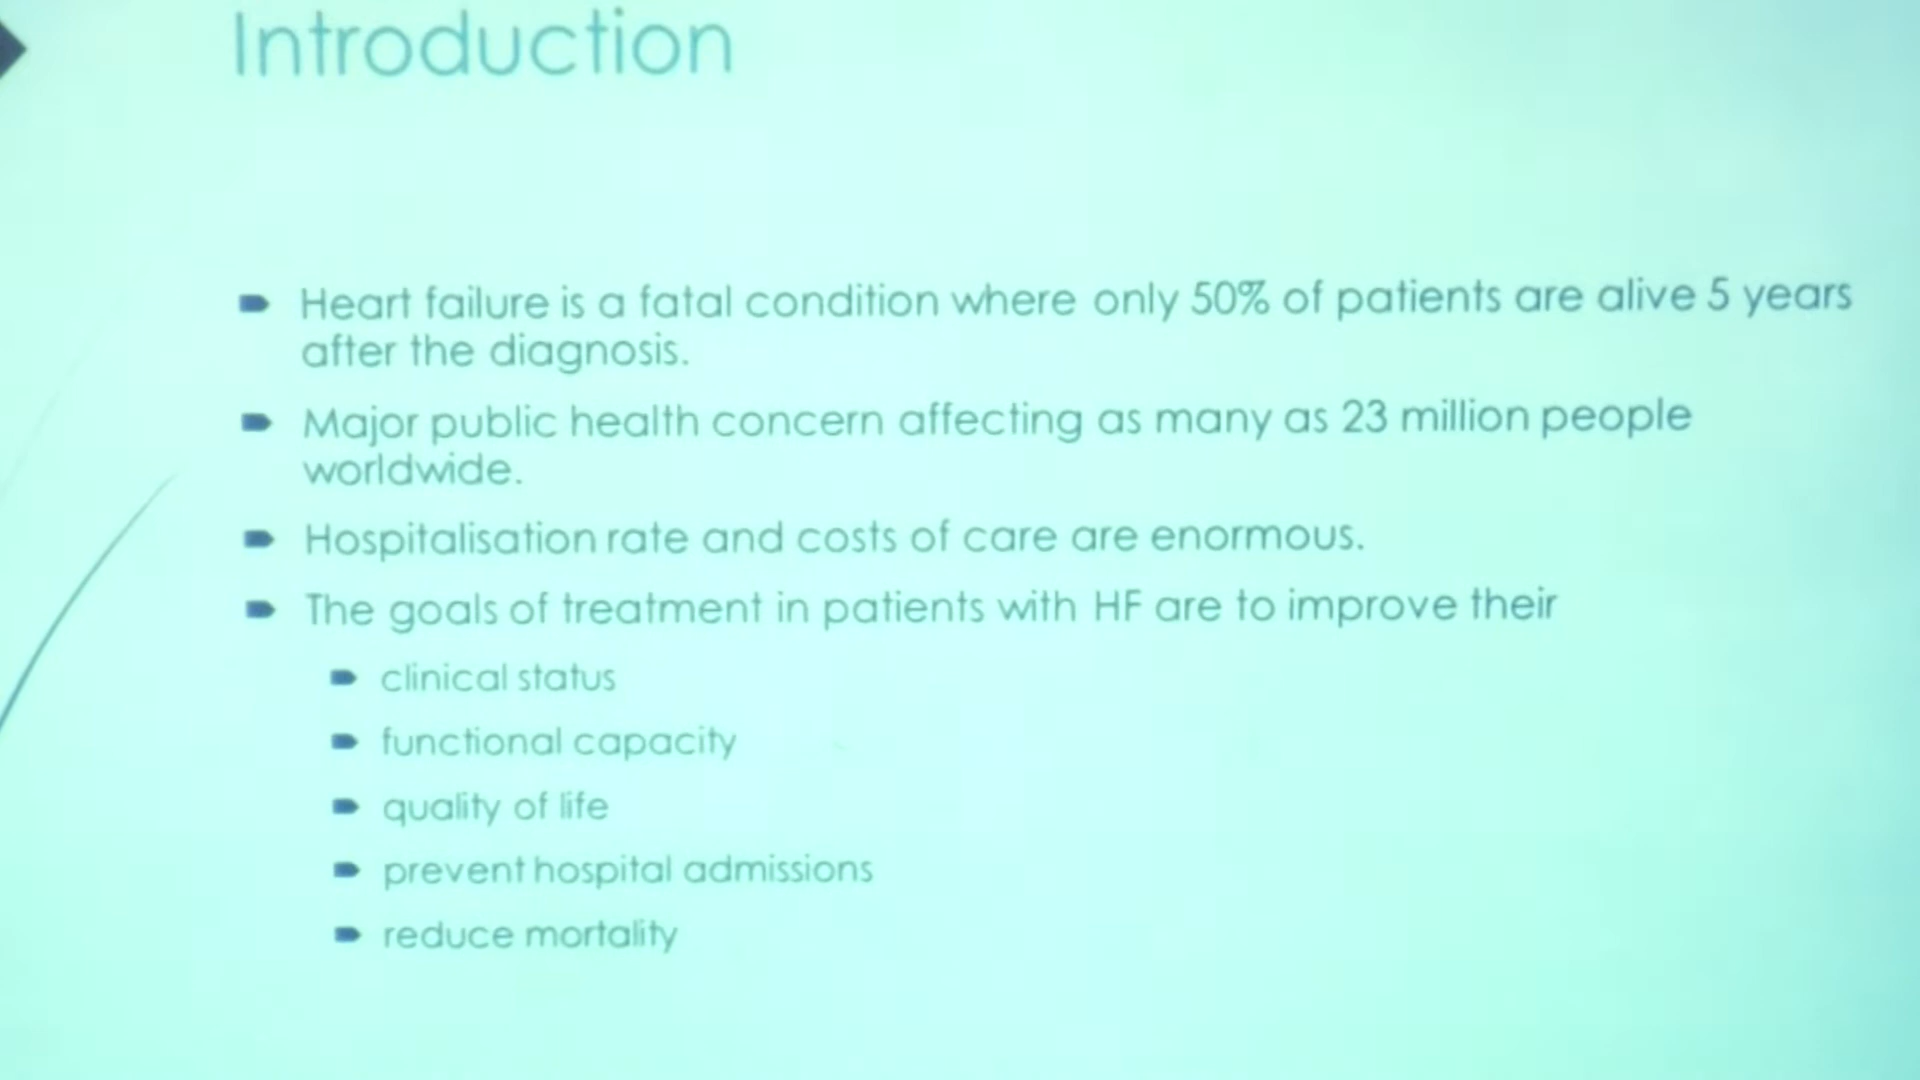 Introduction
Heart failure is a fatal condition where only 50% of patients are alive 5 years
after the diagnosis.
Major public health concern affecting as many as 23 million people
worldwide.
Hospitalisation rate and costs of care are enormous.
The goals of treatment in patients with HF are to improve their
clinical status
functional capacity
quality of life
prevent hospital admissions
reduce mortality